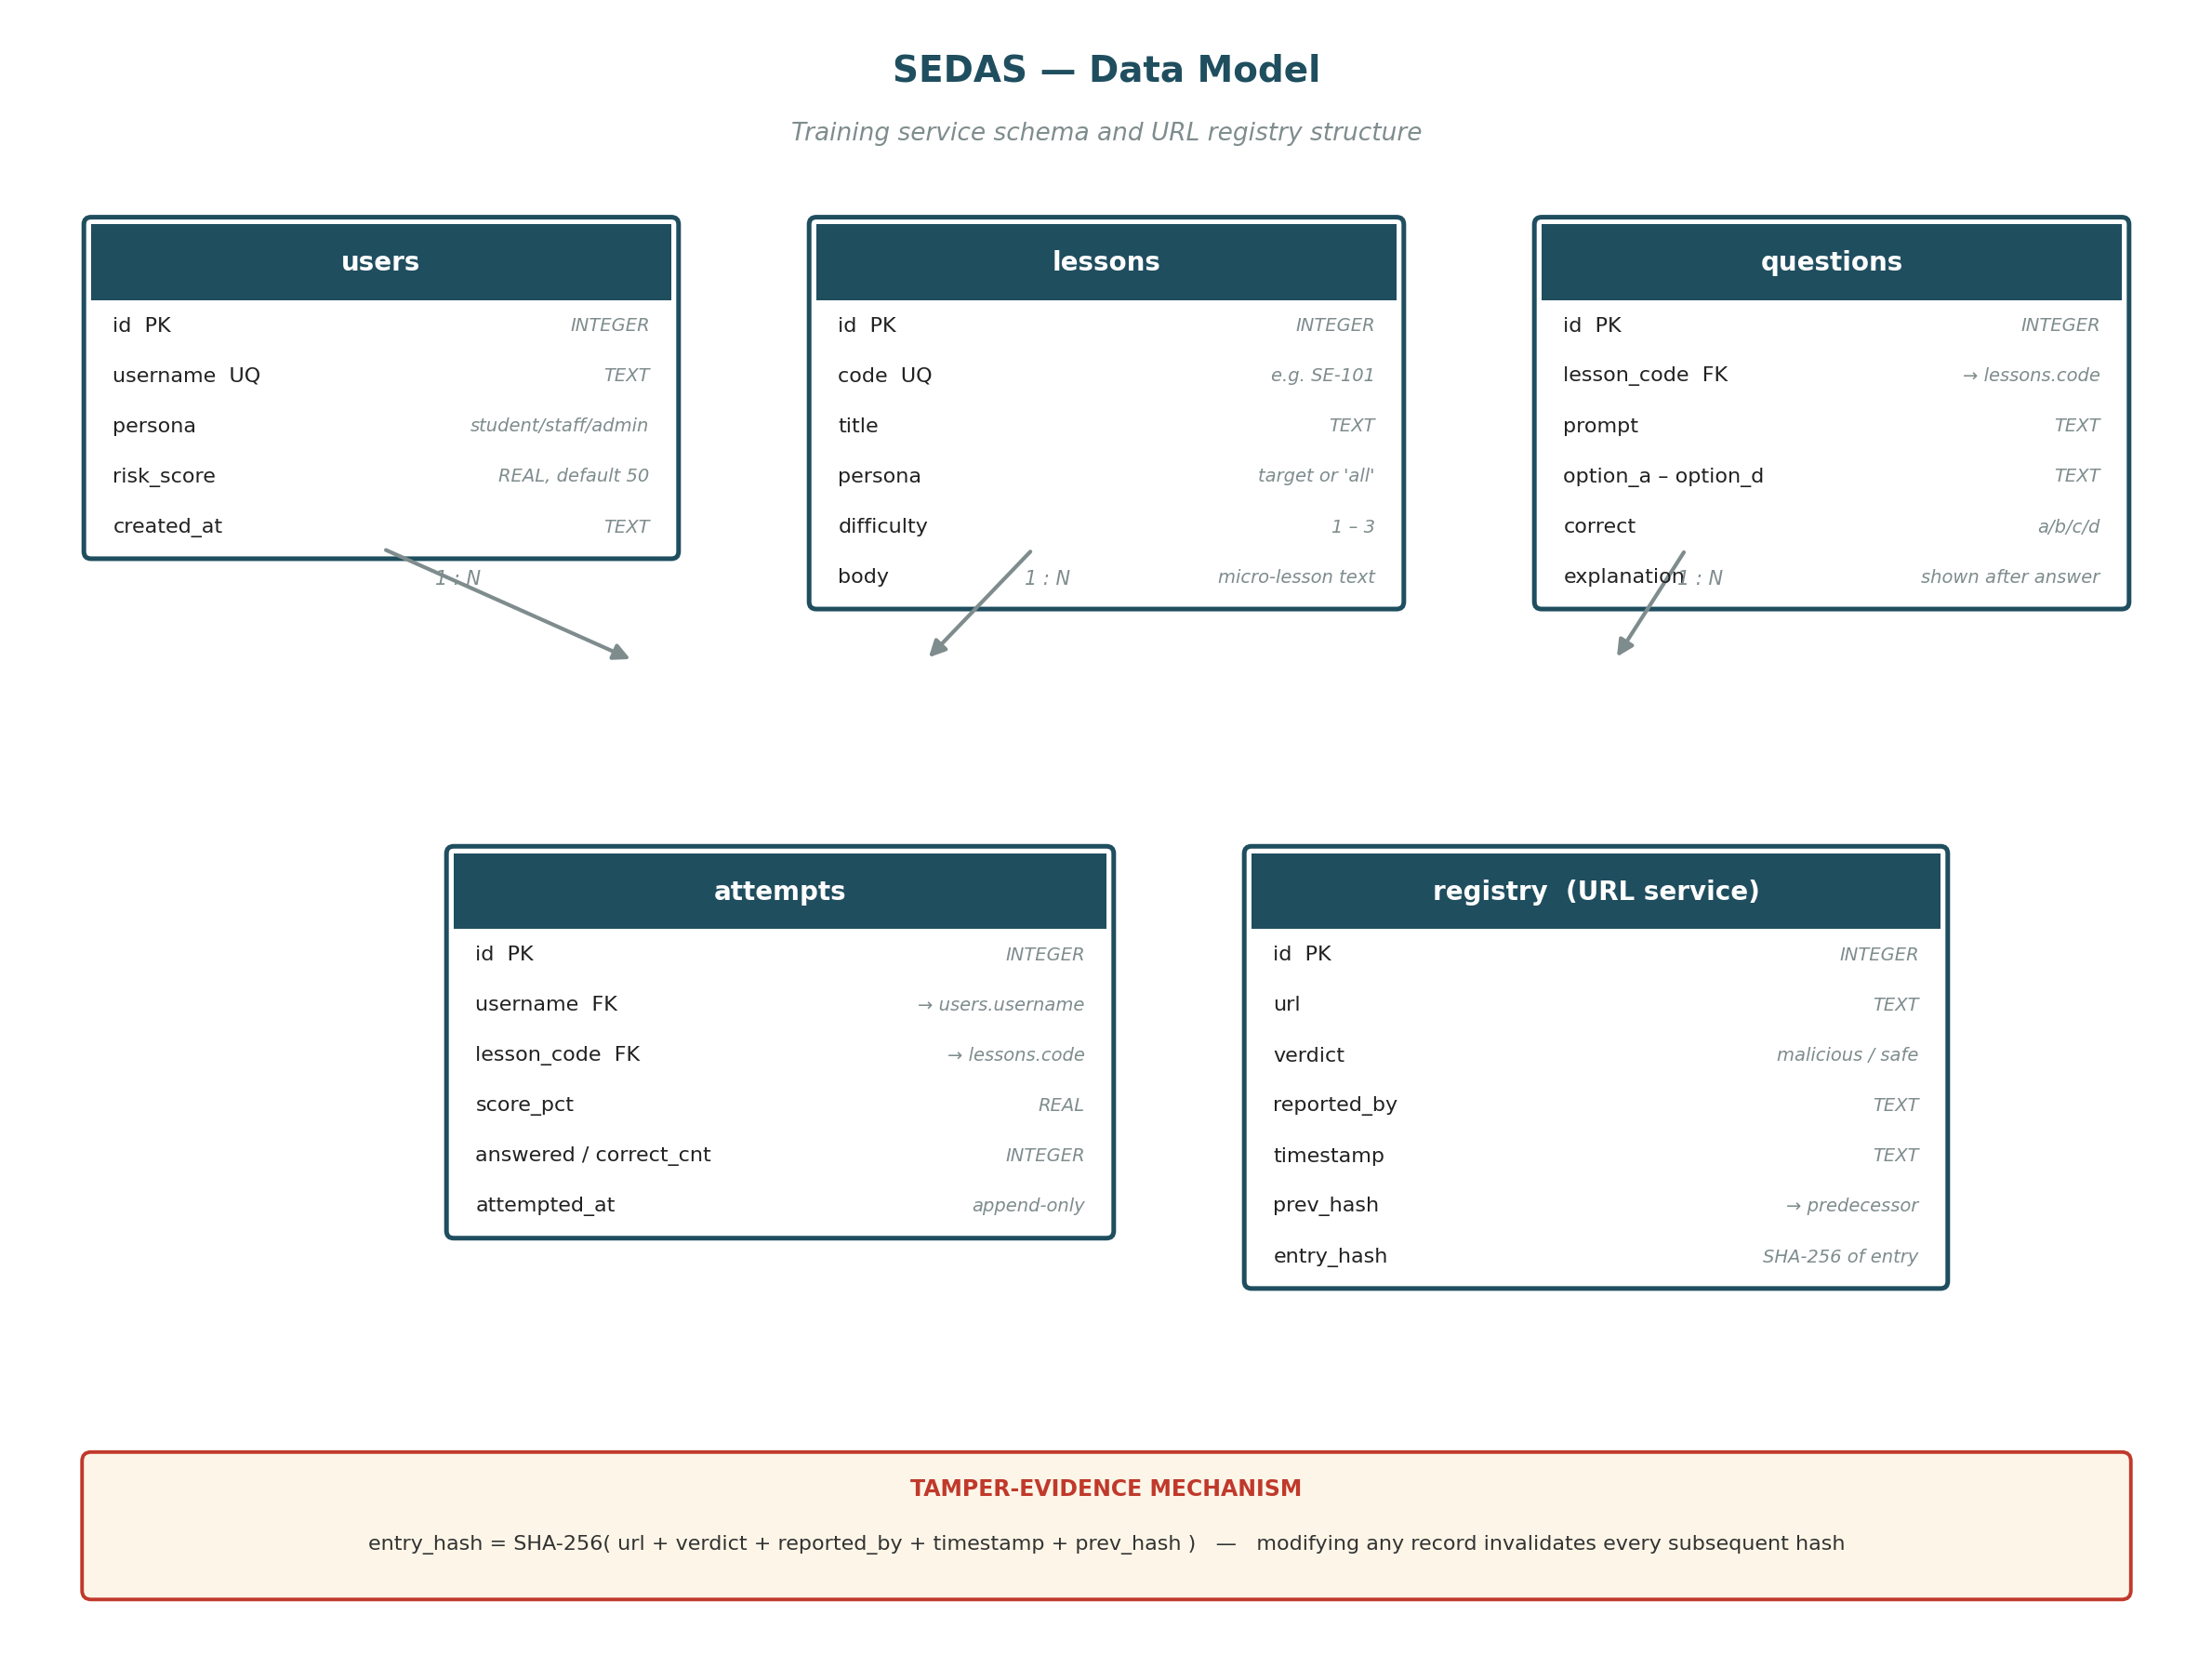 SEDAS — Data Model
Training service schema and URL registry structure
users
id PK INTEGER
username UQ TEXT
persona student/staff/admin
risk_score REAL, default 50
created_at TEXT
1 : N
lessons
id PK INTEGER
code UQ e.g. SE-101
title TEXT
persona target or 'all'
difficulty 1 – 3
body micro-lesson text
1 : N
questions
id PK INTEGER
lesson_code FK → lessons.code
prompt TEXT
option_a – option_d TEXT
correct a/b/c/d
explanation shown after answer
1 : N
attempts
id PK INTEGER
username FK → users.username
lesson_code FK → lessons.code
score_pct REAL
answered / correct_cnt INTEGER
attempted_at append-only
registry (URL service)
id PK INTEGER
url TEXT
verdict malicious / safe
reported_by TEXT
timestamp TEXT
prev_hash → predecessor
entry_hash SHA-256 of entry
TAMPER-EVIDENCE MECHANISM
entry_hash = SHA-256( url + verdict + reported_by + timestamp + prev_hash ) — modifying any record invalidates every subsequent hash